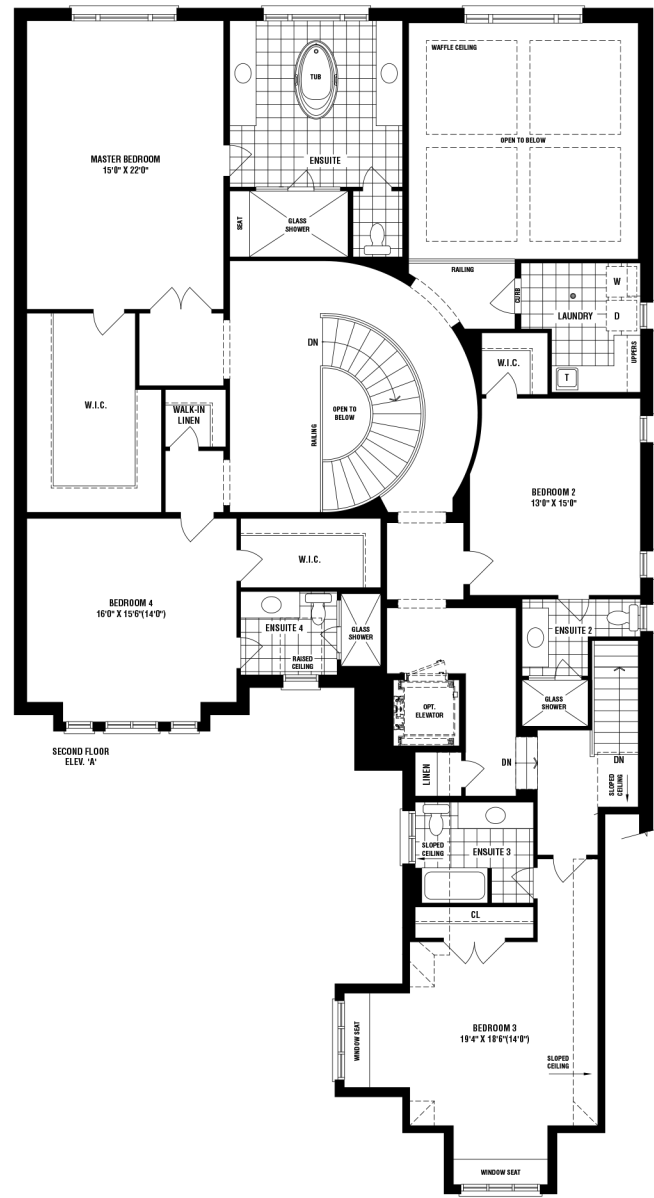 WAFFLE CEILING
TUB
OPEN TO BELOW
MASTER BEDROOM
15'0" X 22'0"
ENSUITE
SEAT
GLASS
SHOWER
RAILING
CURB
W
LAUNDRY
D
UPPERS
T
DN
W.I.C.
W.I.C.
WALK-IN
LINEN
OPEN TO
BELOW
RAILING
BEDROOM 2
13'0" X 15'0"
W.I.C.
BEDROOM 4
16'0" X 15'6"(14'0")
ENSUITE 4
RAISED
CEILING
GLASS
SHOWER
ENSUITE 2
GLASS
SHOWER
OPT.
ELEVATOR
SECOND FLOOR
ELEV. 'A'
LINEN
DN
DN
SLOPED
CEILING
SLOPED
CEILING
ENSUITE 3
CL
BEDROOM 3
19'4" X 18'6"(14'0")
WINDOW SEAT
SLOPED
CEILING
WINDOW SEAT